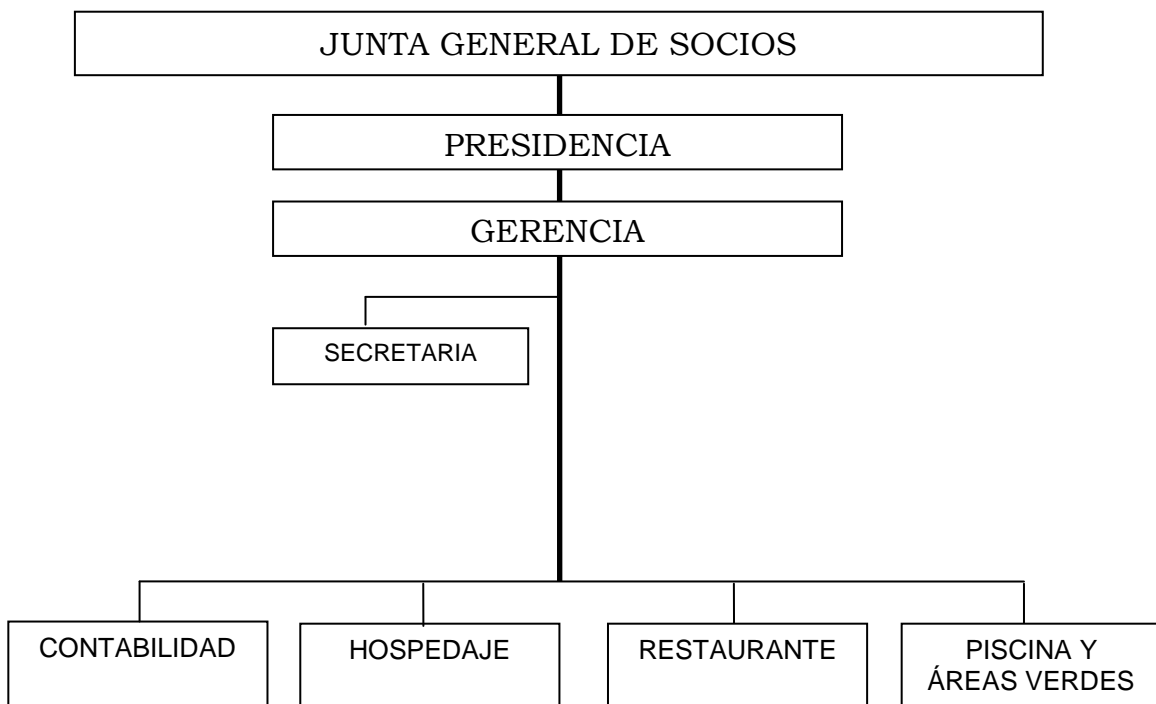 JUNTA GENERAL DE SOCIOS
PRESIDENCIA
GERENCIA
SECRETARIA
CONTABILIDAD
HOSPEDAJE
RESTAURANTE
PISCINA Y
ÁREAS VERDES